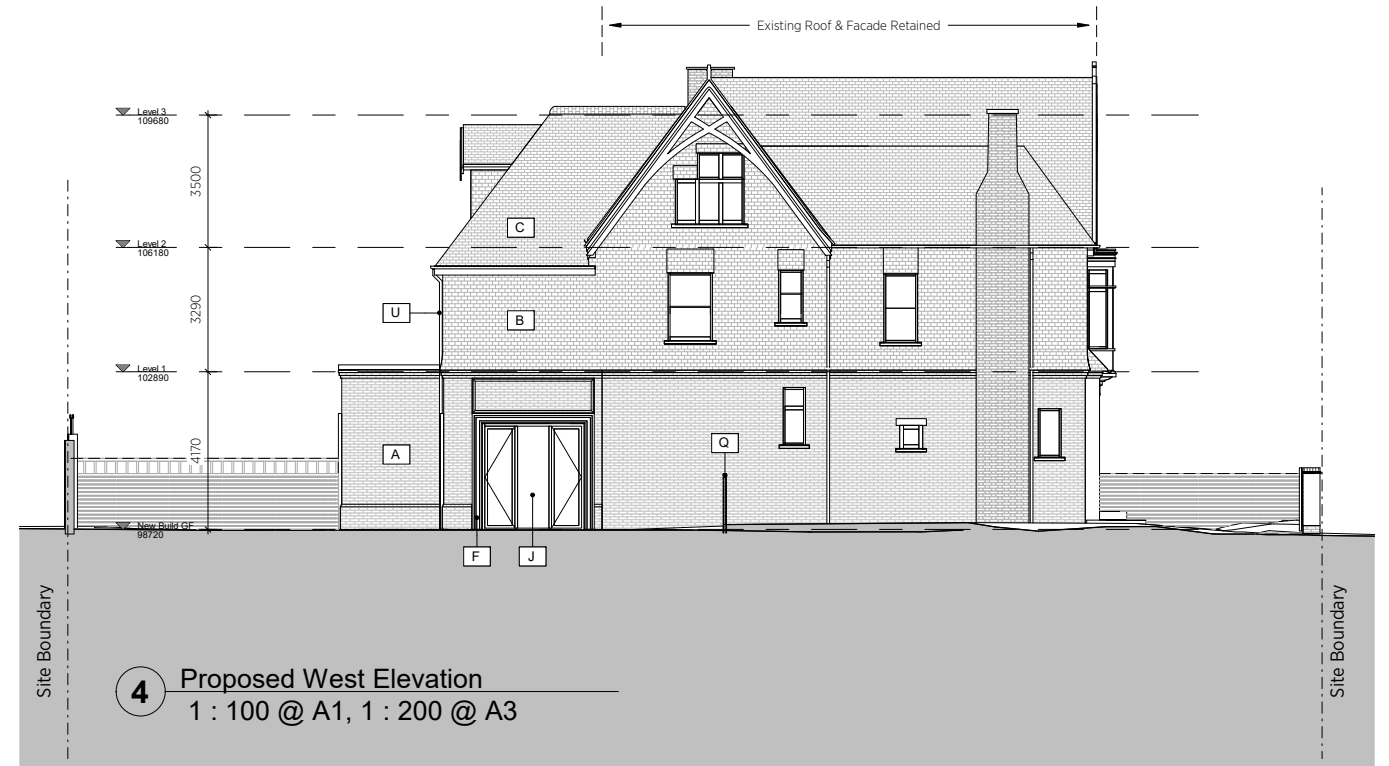 Existing Roof & Facade Retained
Level 3
109680
3500
C
Level 2
106180
3290
U
B
Level 1
102890
4170
A
Q
New Build GF
98720
F
J
Site Boundary
Site Boundary
4
Proposed West Elevation
1 : 100 @ A1, 1 : 200 @ A3